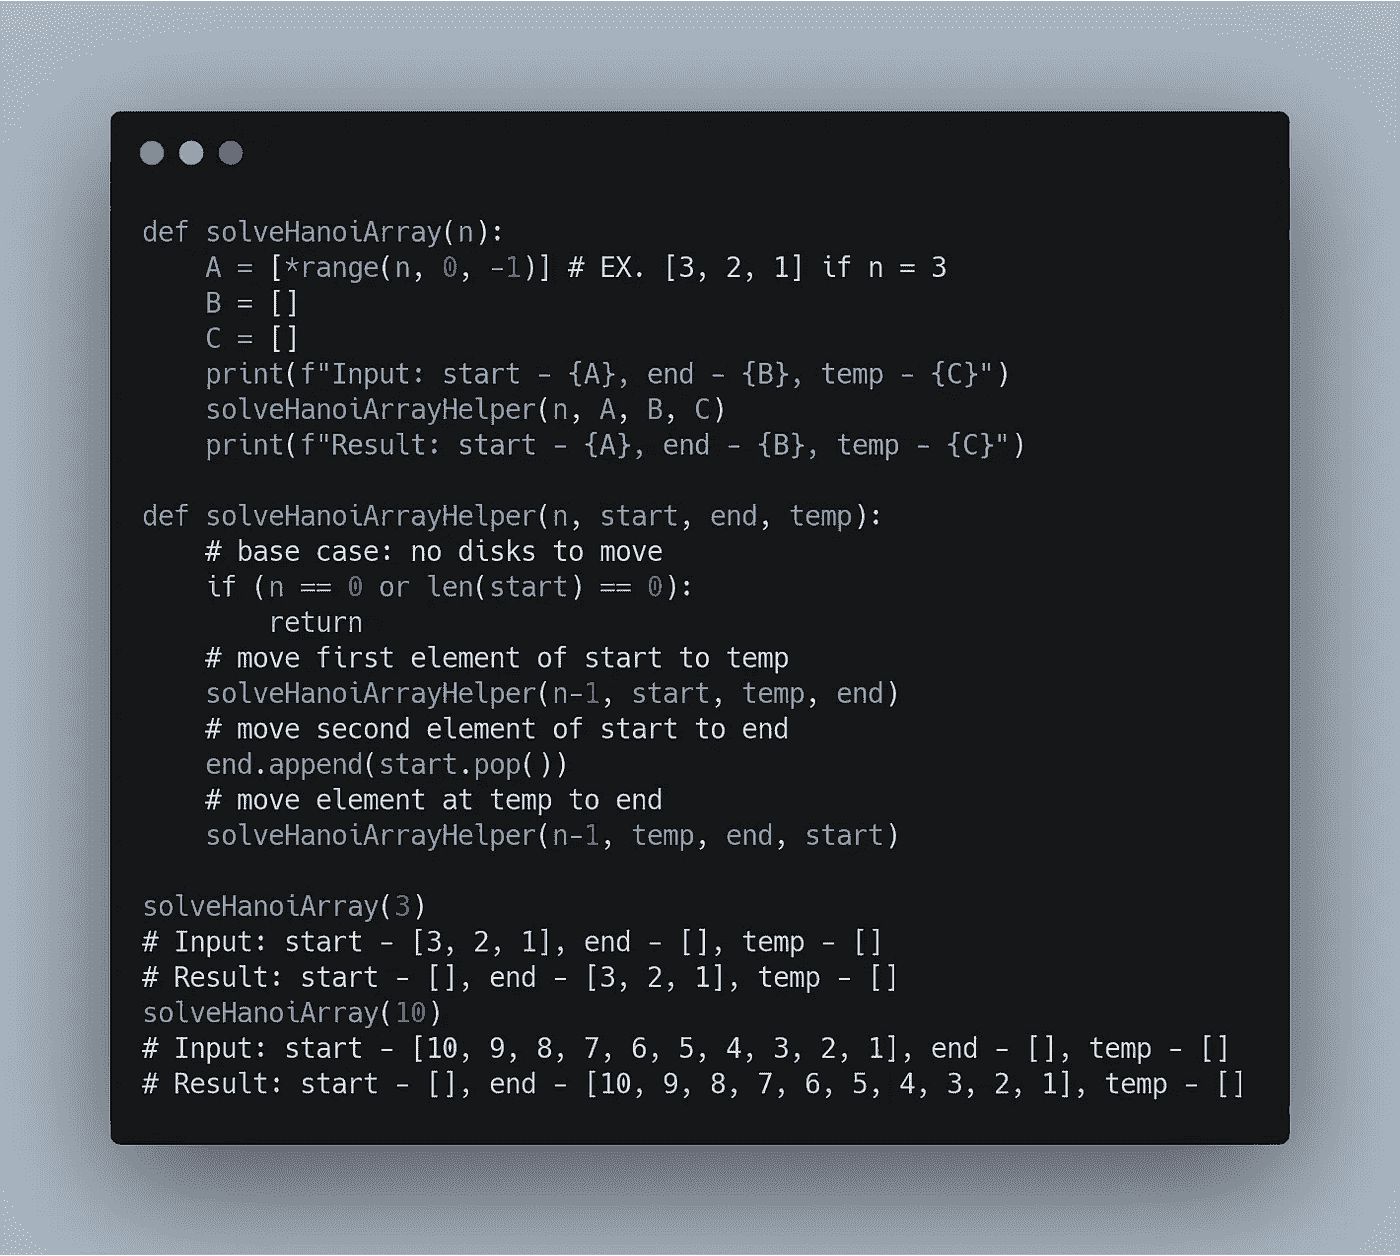 def solveHanoiArray(n):
    A = [*range(n, 0, -1)] # EX. [3, 2, 1] if n = 3
    B = []
    C = []
    print(f"Input: start - {A}, end - {B}, temp - {C}")
    solveHanoiArrayHelper(n, A, B, C)
    print(f"Result: start - {A}, end - {B}, temp - {C}")

def solveHanoiArrayHelper(n, start, end, temp):
    # base case: no disks to move
    if (n == 0 or len(start) == 0):
        return
    # move first element of start to temp
    solveHanoiArrayHelper(n-1, start, temp, end)
    # move second element of start to end
    end.append(start.pop())
    # move element at temp to end
    solveHanoiArrayHelper(n-1, temp, end, start)

solveHanoiArray(3)
# Input: start - [3, 2, 1], end - [], temp - []
# Result: start - [], end - [3, 2, 1], temp - []
solveHanoiArray(10)
# Input: start - [10, 9, 8, 7, 6, 5, 4, 3, 2, 1], end - [], temp - []
# Result: start - [], end - [10, 9, 8, 7, 6, 5, 4, 3, 2, 1], temp - []